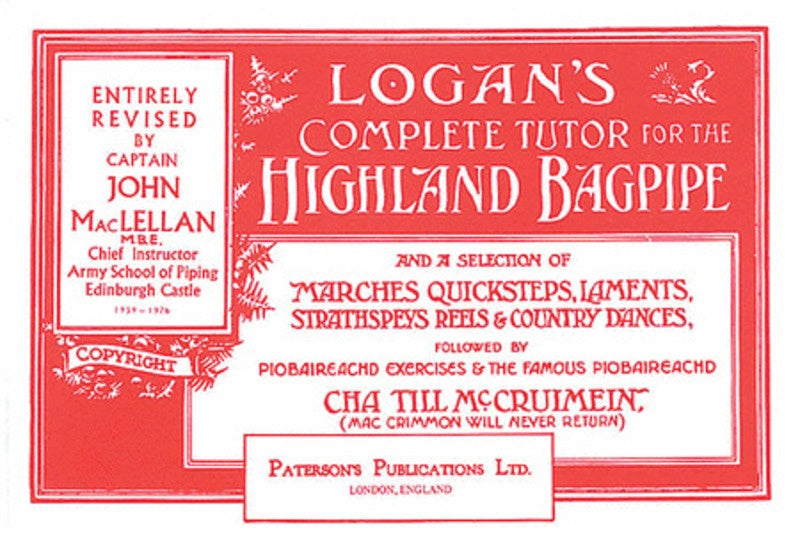 ENTIRELY
REVISED
BY
CAPTAIN
JOHN
MACLELLAN
M.B.E.
Chief Instructor
Army School of Piping
Edinburgh Castle
1959–1976
COPYRIGHT
LOGAN'S
COMPLETE TUTOR FOR THE
HIGHLAND BAGPIPE
AND A SELECTION OF
MARCHES QUICKSTEPS, LAMENTS,
STRATHSPEYS REELS & COUNTRY DANCES,
FOLLOWED BY
PIOBAIREACHD EXERCISES & THE FAMOUS PIOBAIREACHD
CHA TILL McCRUIMEIN,
(MAC CRIMMON WILL NEVER RETURN)
PATERSON'S PUBLICATIONS LTD.
LONDON, ENGLAND